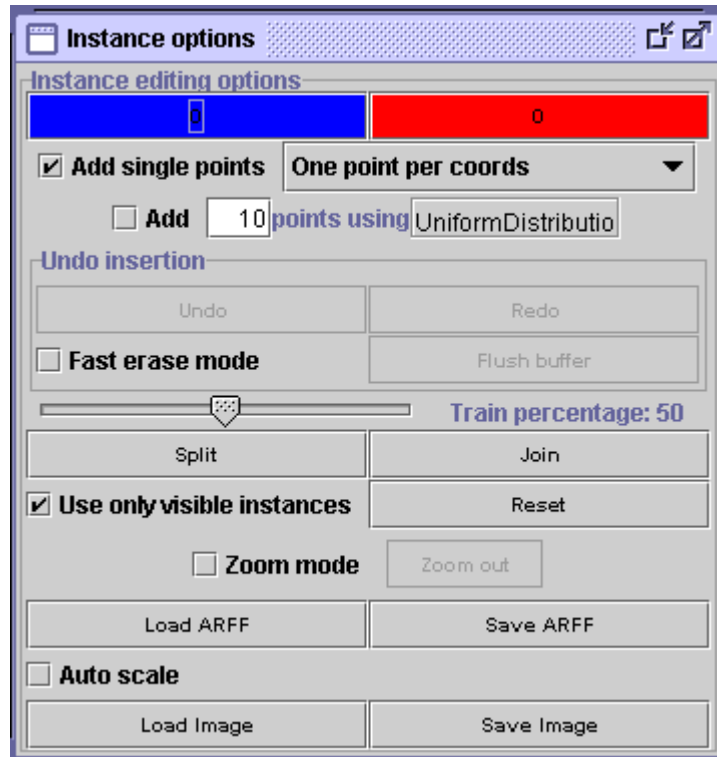 Instance options
Instance editing options
0 0
Add single points One point per coords
Add 10 points using UniformDistributio
Undo insertion
Undo Redo
Fast erase mode Flush buffer
Train percentage: 50
Split Join
Use only visible instances Reset
Zoom mode Zoom out
Load ARFF Save ARFF
Auto scale
Load Image Save Image